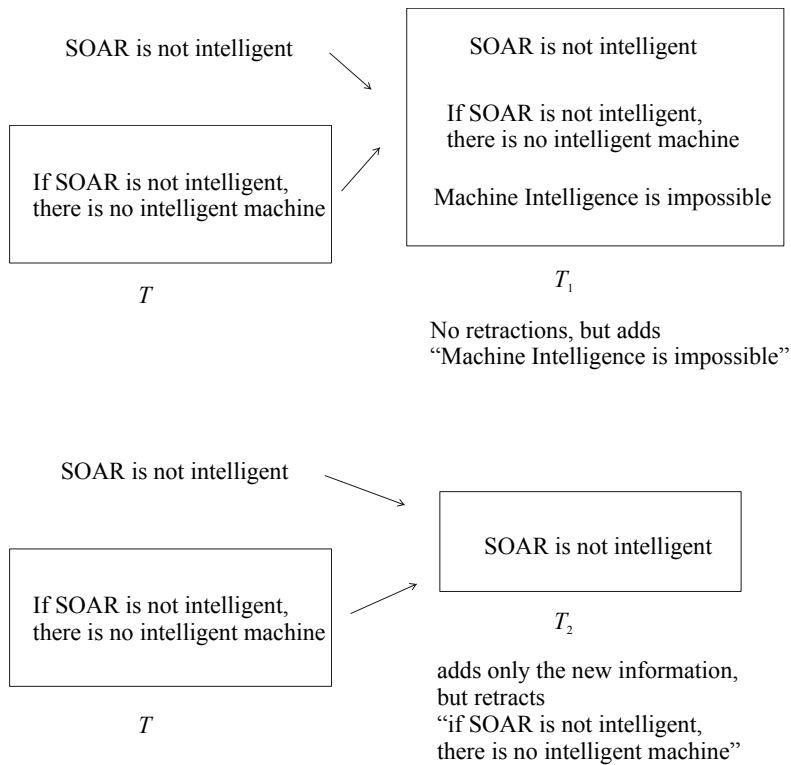 SOAR is not intelligent
If SOAR is not intelligent,
there is no intelligent machine
T
SOAR is not intelligent
If SOAR is not intelligent,
there is no intelligent machine
Machine Intelligence is impossible
T₁
No retractions, but adds
“Machine Intelligence is impossible”
SOAR is not intelligent
If SOAR is not intelligent,
there is no intelligent machine
T
SOAR is not intelligent
T₂
adds only the new information,
but retracts
“if SOAR is not intelligent,
there is no intelligent machine”